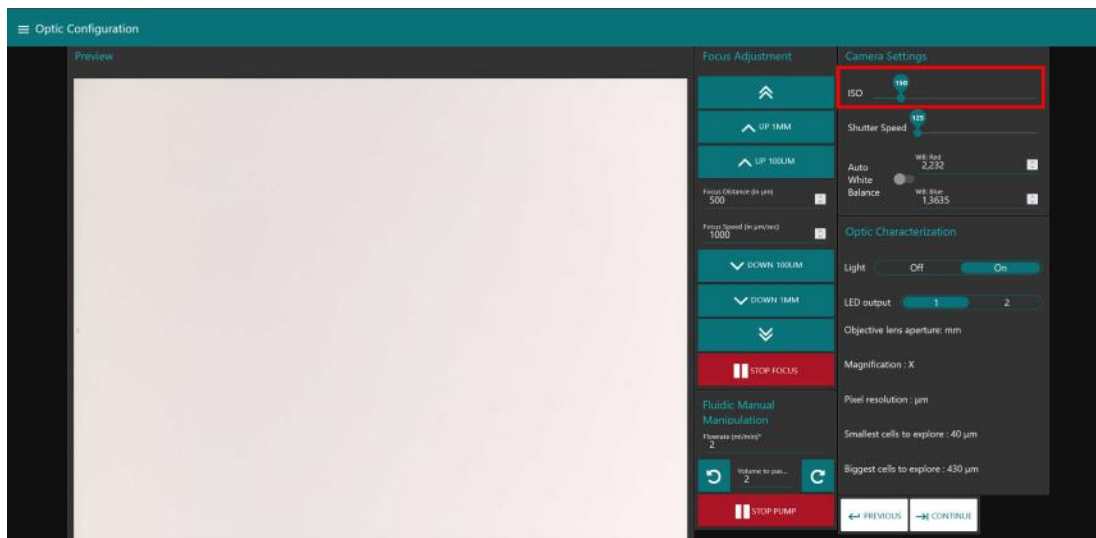 Optic Configuration
Preview
Focus Adjustment
UP 1MM
UP 100UM
Focus Distance (in µm)
500
Focus Speed (in µm/sec)
1000
DOWN 100UM
DOWN 1MM
STOP FOCUS
Fluidic Manual
Manipulation
Flowrate (ml/min)*
2
Volume to pas...
2
STOP PUMP
Camera Settings
150
ISO
125
Shutter Speed
Auto
White
Balance
WB: Red
2,232
WB: Blue
1,3635
Optic Characterization
Light Off On
LED output 1 2
Objective lens aperture: mm
Magnification : X
Pixel resolution : µm
Smallest cells to explore : 40 µm
Biggest cells to explore : 430 µm
PREVIOUS CONTINUE